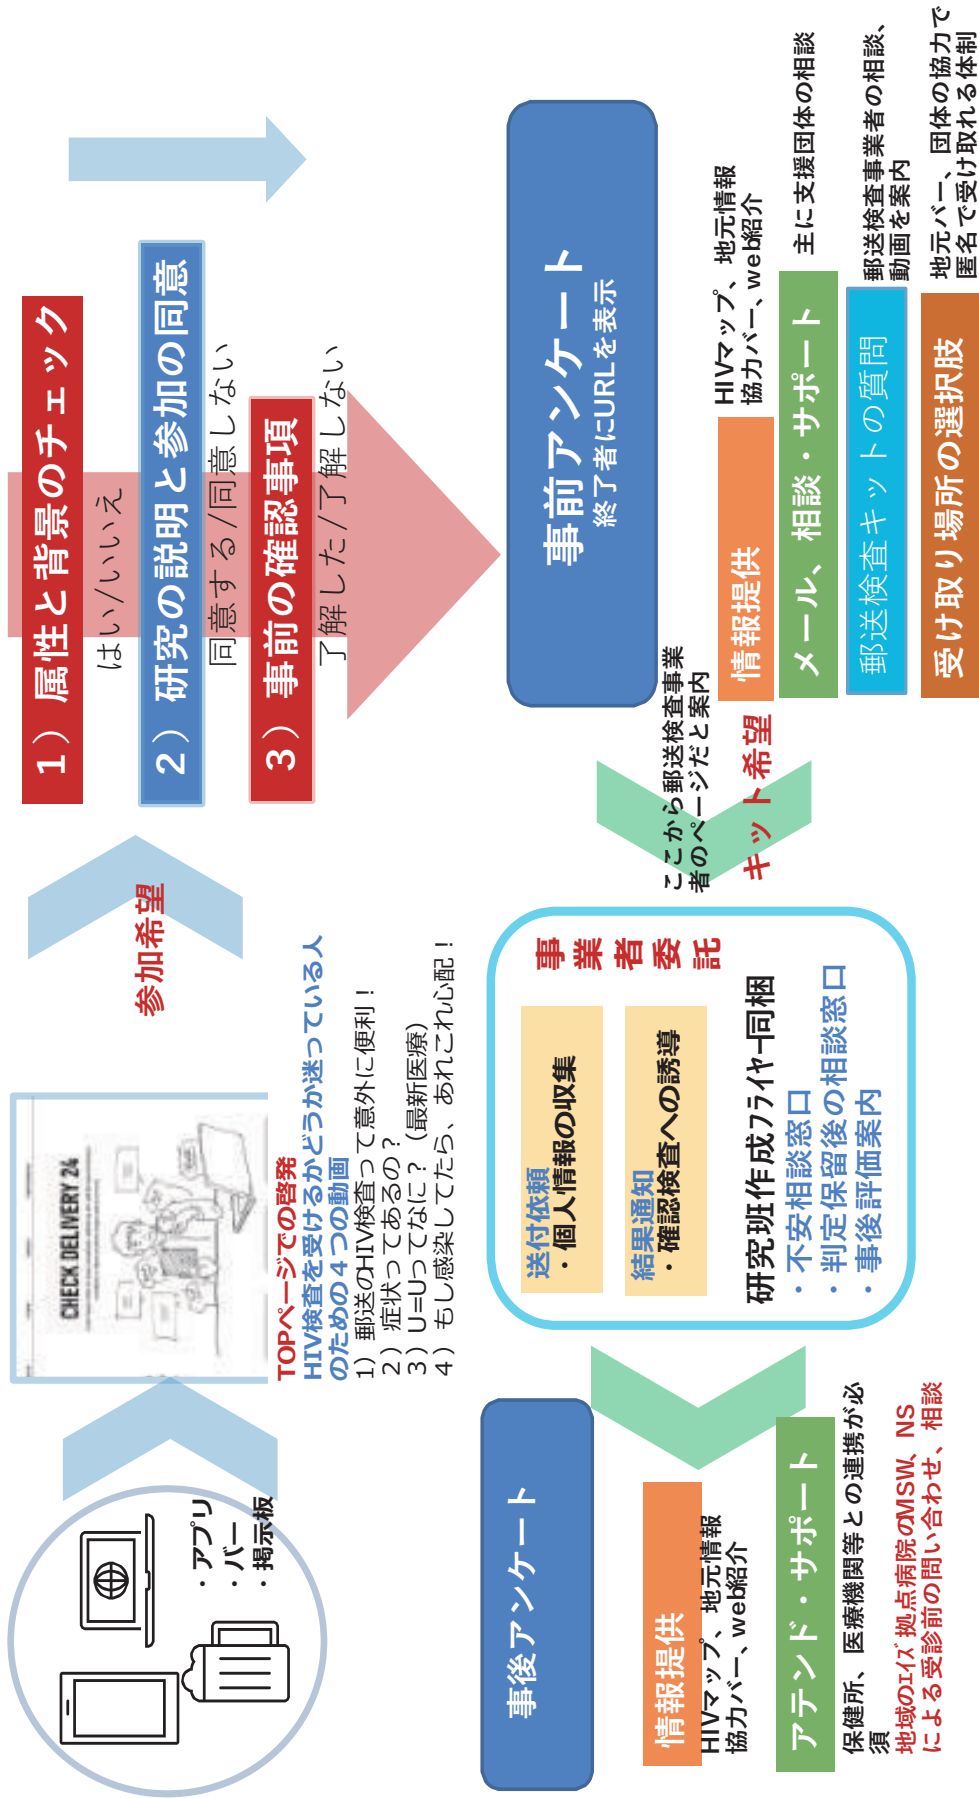 ・アプリ
・バー
・掲示板
CHECK DELIVERY 24
TOPページでの啓発
HIV検査を受けるかどうか迷っている人
のための４つの動画
1）郵送のHIV検査って意外に便利！
２）症状ってあるの？
３）U=Uってなに？（最新医療）
４）もし感染してたら、あれこれ心配！
参加希望
１）属性と背景のチェック
はい/いいえ
２）研究の説明と参加の同意
同意する/同意しない
３）事前の確認事項
了解した/了解しない
事前アンケート
終了者にURLを表示
情報提供
HIVマップ、地元情報
協力バー、web紹介
メール、相談・サポート
主に支援団体の相談
郵送検査キットの質問
郵送検査事業者の相談、
動画を案内
受け取り場所の選択肢
地元バー、団体の協力で
匿名で受け取れる体制
ここから郵送検査事業
者のページだと案内
キット希望
事業者委託
送付依頼
・個人情報の収集
結果通知
・確認検査への誘導
研究班作成フライヤー同梱
・不安相談窓口
・判定保留後の相談窓口
・事後評価案内
事後アンケート
情報提供
HIVマップ、地元情報
協力バー、web紹介
アテンド・サポート
保健所、医療機関等との連携が必
須
地域のエイズ拠点病院のMSW、NS
による受診前の問い合わせ、相談